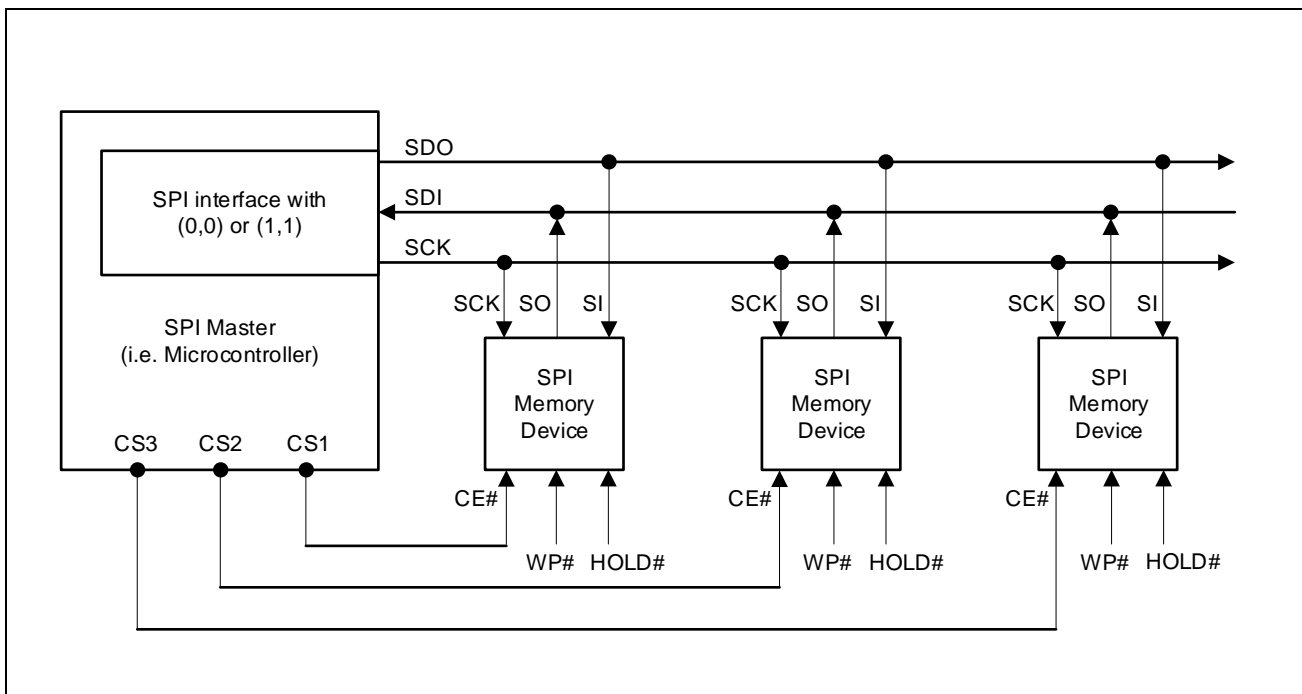 SDO
SPI interface with
(0,0) or (1,1)
SDI
SCK
SPI Master
(i.e. Microcontroller)
CS3 CS2 CS1
SCK SO SI
SPI
Memory
Device
CE#
WP# HOLD#
SCK SO SI
SPI
Memory
Device
CE#
WP# HOLD#
SCK SO SI
SPI
Memory
Device
CE#
WP# HOLD#